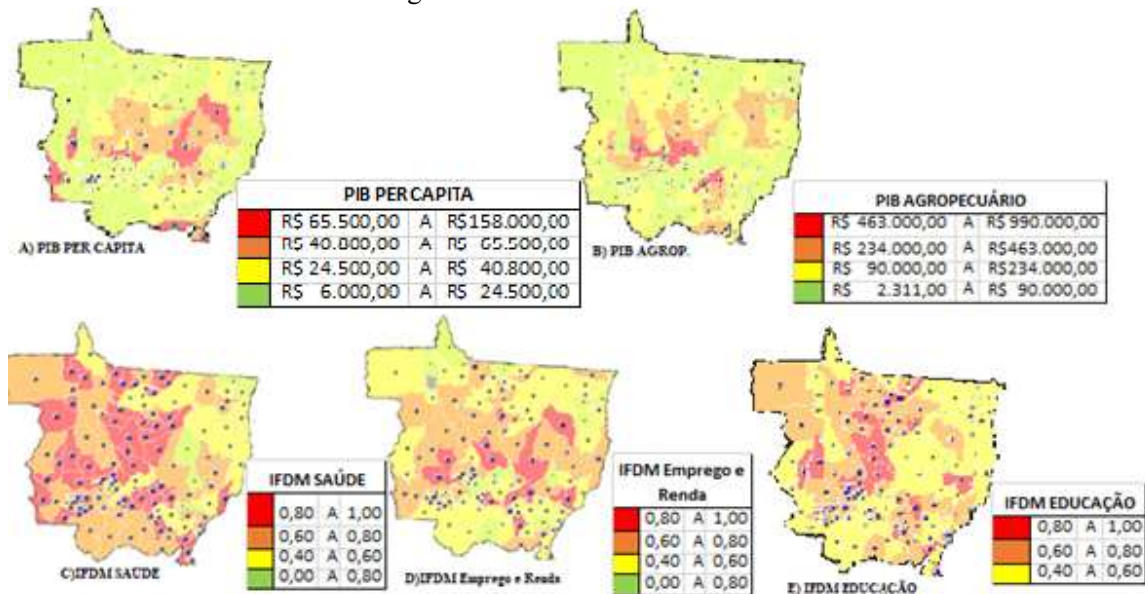 PIB PER CAPITA
R$ 65.500,00 A R$158.000,00
R$ 40.800,00 A R$ 65.500,00
R$ 24.500,00 A R$ 40.800,00
R$ 6.000,00 A R$ 24.500,00
A) PIB PER CAPITA
PIB AGROPECUÁRIO
R$ 463.000,00 A R$ 990.000,00
R$ 234.000,00 A R$463.000,00
R$ 90.000,00 A R$234.000,00
R$ 2.311,00 A R$ 90.000,00
B) PIB AGROP.
IFDM SAÚDE
0,80 A 1,00
0,60 A 0,80
0,40 A 0,60
0,00 A 0,80
C)IFDM SAÚDE
IFDM Emprego e
Renda
0,80 A 1,00
0,60 A 0,80
0,40 A 0,60
0,00 A 0,80
D)IFDM Emprego e Renda
IFDM EDUCAÇÃO
0,80 A 1,00
0,60 A 0,80
0,40 A 0,60
E) IFDM EDUCAÇÃO